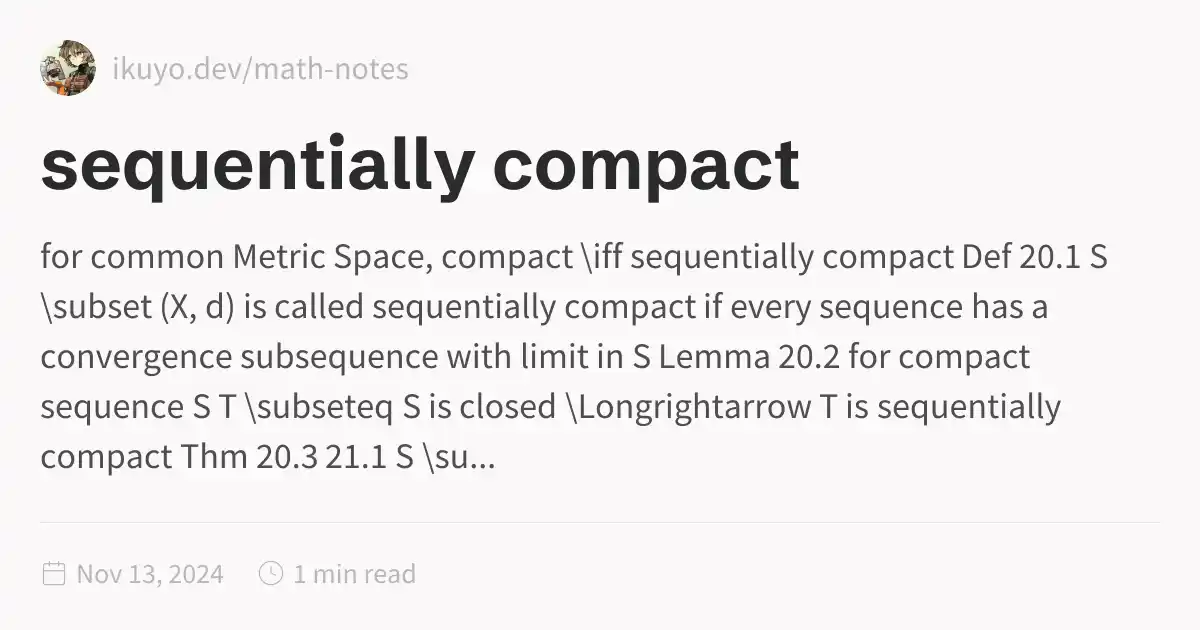 ikuyo.dev/math-notes
sequentially compact
for common Metric Space, compact \iff sequentially compact Def 20.1 S
\subset (X, d) is called sequentially compact if every sequence has a
convergence subsequence with limit in S Lemma 20.2 for compact
sequence S T \subseteq S is closed \Longrightarrow T is sequentially
compact Thm 20.3 21.1 S \su...
Nov 13, 2024 1 min read